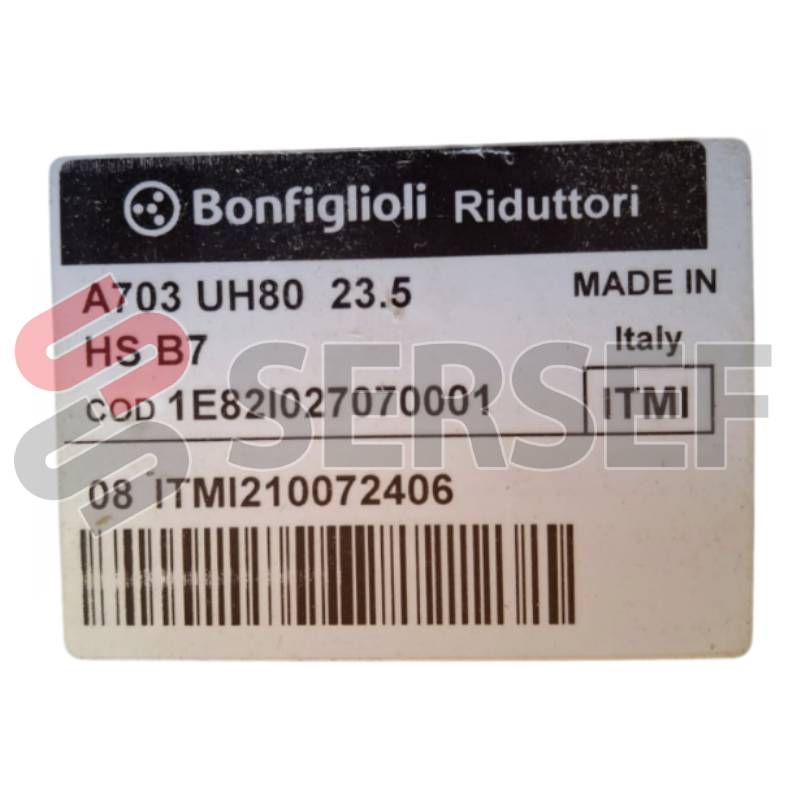 Bonfiglioli Riduttori
A703 UH80 23.5 MADE IN
HS B7 Italy
COD 1E82I027070001 ITMI
08 ITMI210072406
SERSEF